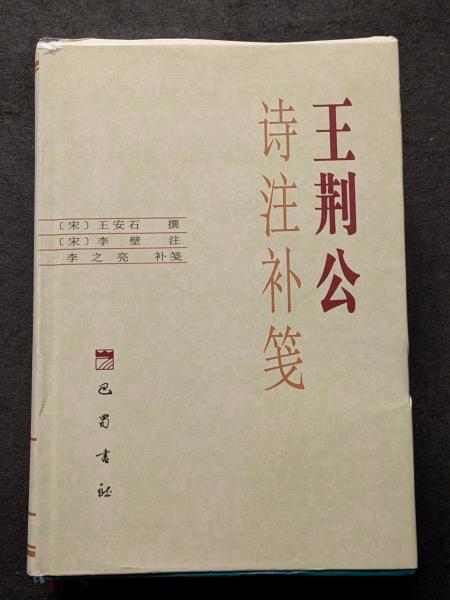 王荆公
诗注补笺
〔宋〕王安石 撰
〔宋〕李壁 注
李之亮 补笺
巴蜀书社